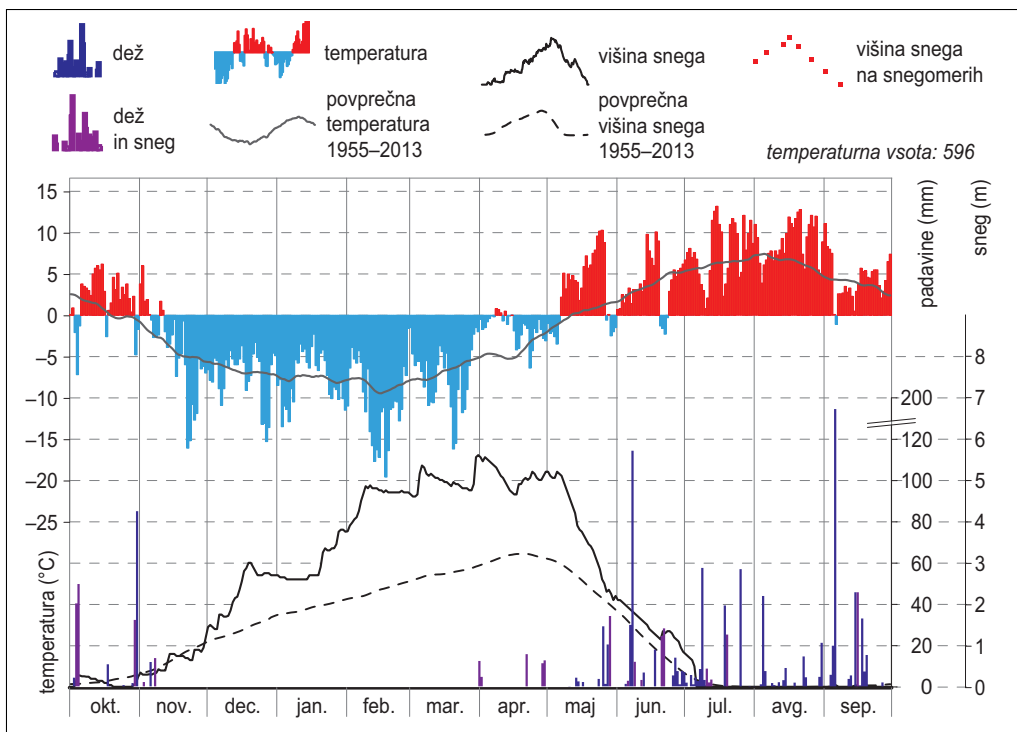 dež
temperatura
višina snega
višina snega
na snegomerih
dež
in sneg
povprečna
temperatura
1955–2013
povprečna
višina snega
1955–2013
temperaturna vsota: 596
15
10
5
0
–5
–10
–15
–20
–25
temperatura (°C)
padavine (mm)
200
120
100
80
60
40
20
0
sneg (m)
8
7
6
5
4
3
2
1
0
okt.
nov.
dec.
jan.
feb.
mar.
apr.
maj
jun.
jul.
avg.
sep.